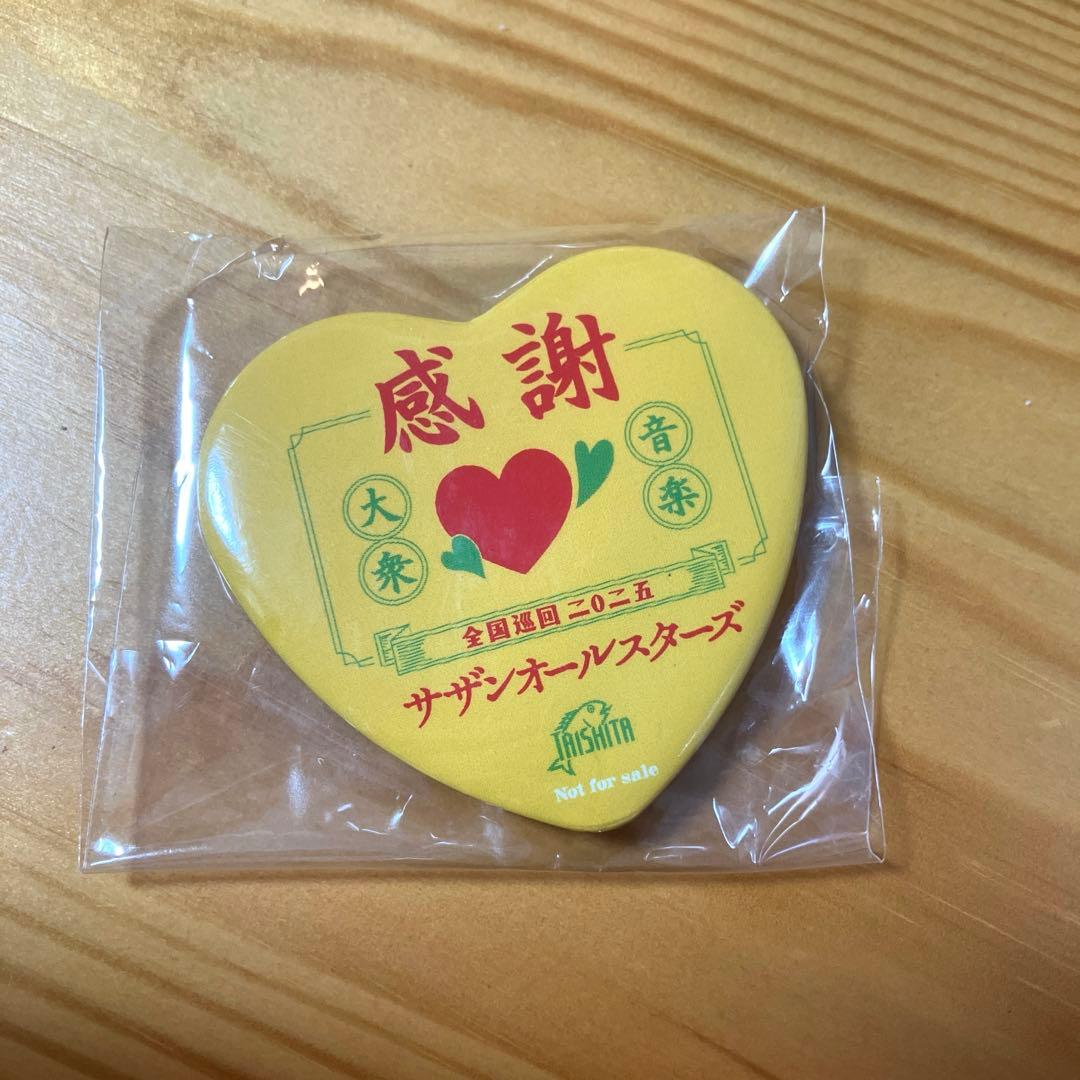 感謝
大衆
音楽
全国巡回 二〇二五
サザンオールスターズ
TAISHITA
Not for sale